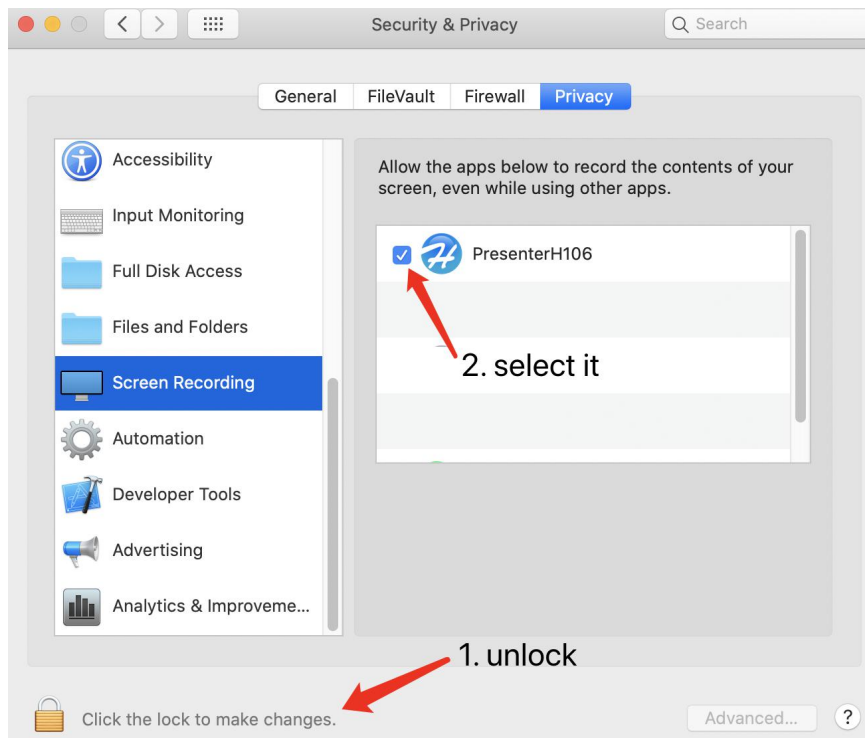 Security & Privacy
Search
General
FileVault
Firewall
Privacy
Accessibility
Input Monitoring
Full Disk Access
Files and Folders
Screen Recording
Automation
Developer Tools
Advertising
Analytics & Improveme...
Allow the apps below to record the contents of your
screen, even while using other apps.
PresenterH106
2. select it
1. unlock
Click the lock to make changes.
Advanced...
?